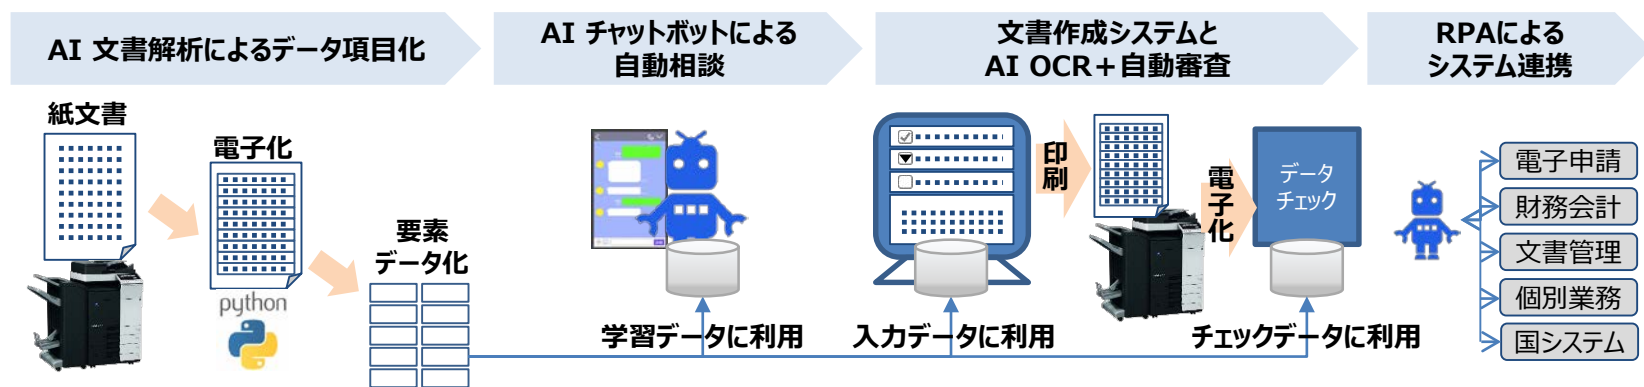 AI 文書解析によるデータ項目化
AI チャットボットによる
自動相談
文書作成システムと
AI OCR＋自動審査
RPAによる
システム連携
紙文書
電子化
python
要素
データ化
学習データに利用
印刷
電子化
データ
チェック
入力データに利用
チェックデータに利用
電子申請
財務会計
文書管理
個別業務
国システム